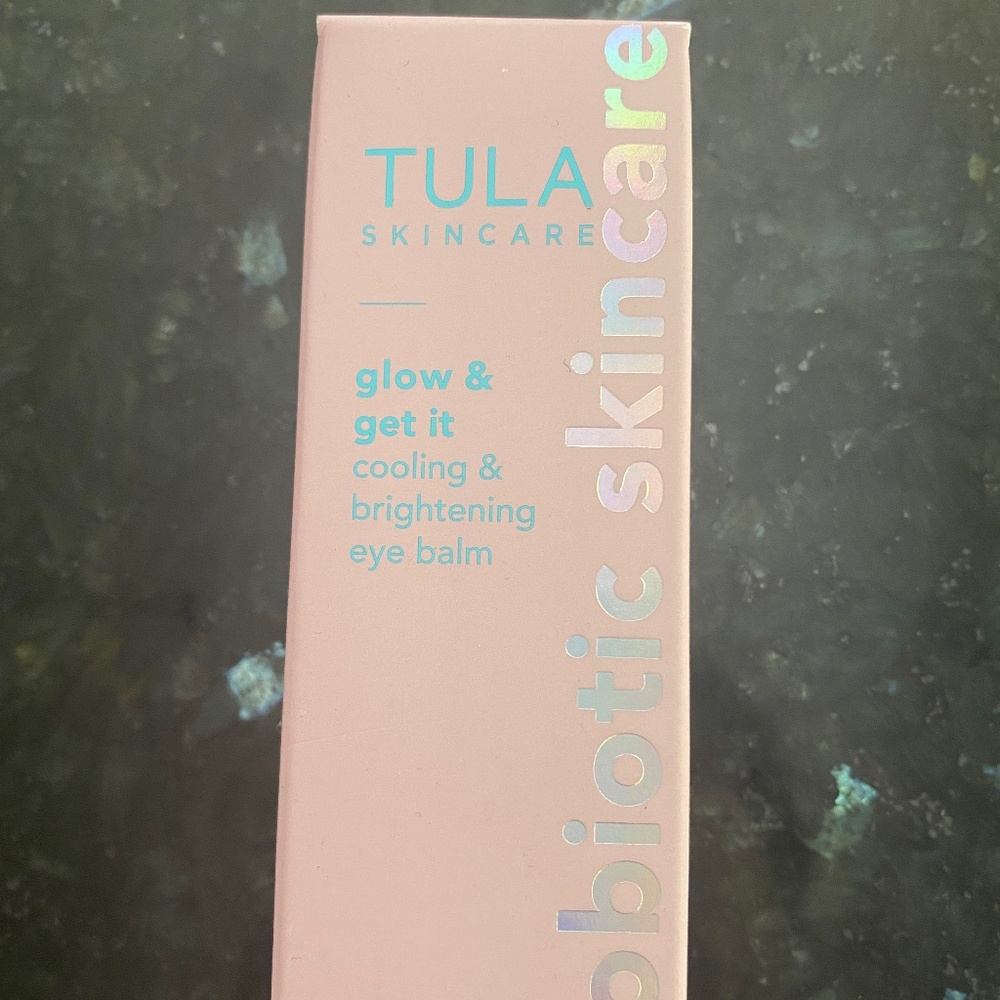 TULA
SKINCARE
glow &
get it
cooling &
brightening
eye balm
obiotic skincare